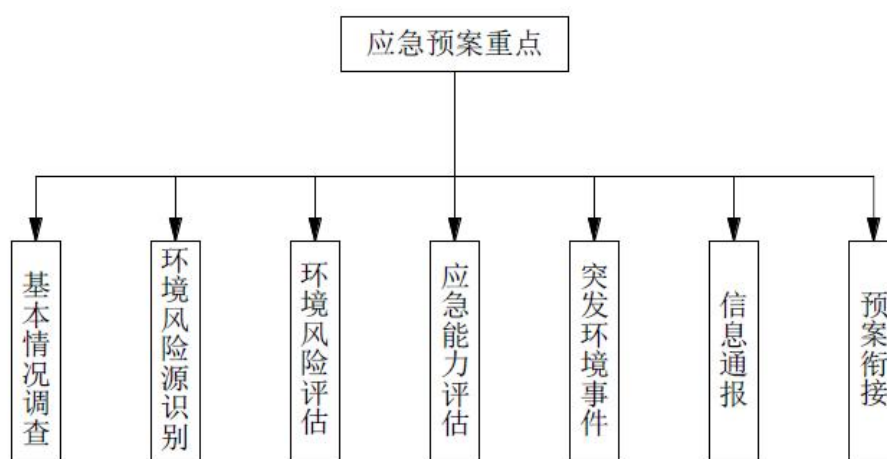 应急预案重点
基本情况调查
环境风险源识别
环境风险评估
应急能力评估
突发环境事件
信息通报
预案衔接